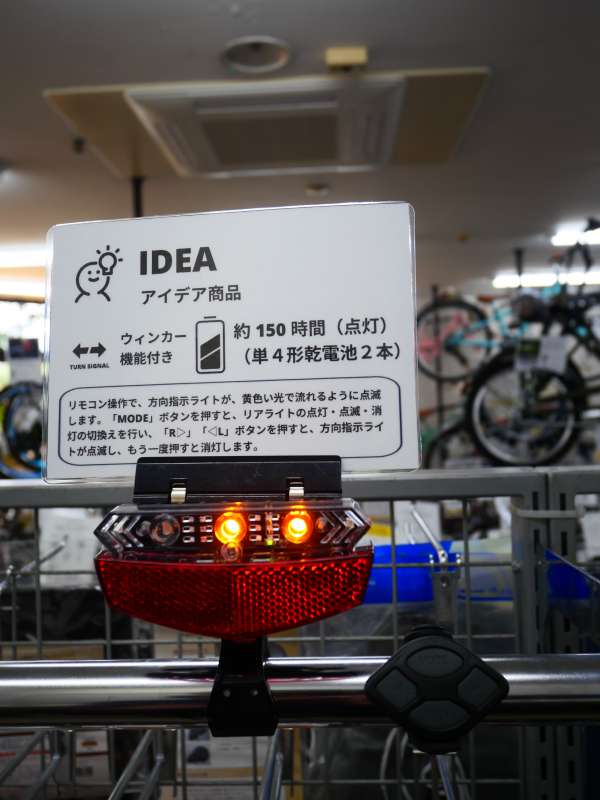 IDEA
アイデア商品
TURN SIGNAL
ウィンカー
機能付き
約 150 時間（点灯）
（単４形乾電池２本）
リモコン操作で、方向指示ライトが、黄色い光で流れるように点滅
します。「MODE」ボタンを押すと、リアライトの点灯・点滅・消
灯の切換えを行い、「R▷」「◁L」ボタンを押すと、方向指示ライ
トが点滅し、もう一度押すと消灯します。